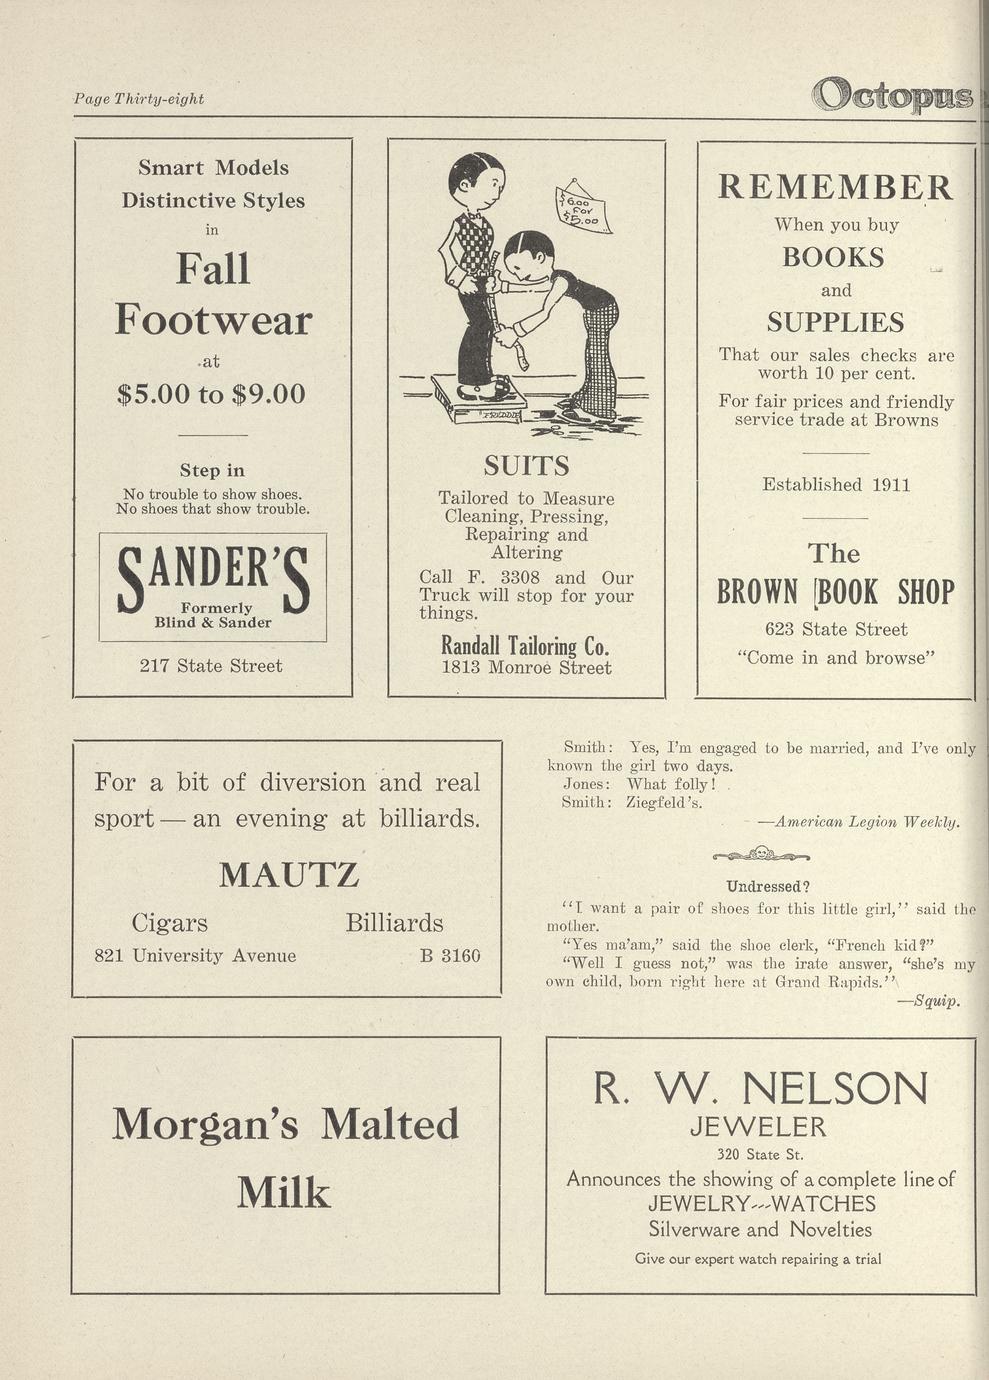 Page Thirty-eight
Octopus
Smart Models
Distinctive Styles
in
Fall
Footwear
at
$5.00 to $9.00
Step in
No trouble to show shoes.
No shoes that show trouble.
SANDER'S
Formerly
Blind & Sander
217 State Street
$6.00
For
$5.00
FREDDIE
SUITS
Tailored to Measure
Cleaning, Pressing,
Repairing and
Altering
Call F. 3308 and Our
Truck will stop for your
things.
Randall Tailoring Co.
1813 Monroe Street
REMEMBER
When you buy
BOOKS
and
SUPPLIES
That our sales checks are
worth 10 per cent.
For fair prices and friendly
service trade at Browns
Established 1911
The
BROWN BOOK SHOP
623 State Street
"Come in and browse"
For a bit of diversion and real
sport — an evening at billiards.
MAUTZ
Cigars Billiards
821 University Avenue B 3160
Smith: Yes, I'm engaged to be married, and I've only
known the girl two days.
Jones: What folly!
Smith: Ziegfeld's.
—American Legion Weekly.
Undressed?
"I want a pair of shoes for this little girl," said the
mother.
"Yes ma'am," said the shoe clerk, "French kid?"
"Well I guess not," was the irate answer, "she's my
own child, born right here at Grand Rapids."
—Squip.
Morgan's Malted
Milk
R. W. NELSON
JEWELER
320 State St.
Announces the showing of a complete line of
JEWELRY---WATCHES
Silverware and Novelties
Give our expert watch repairing a trial